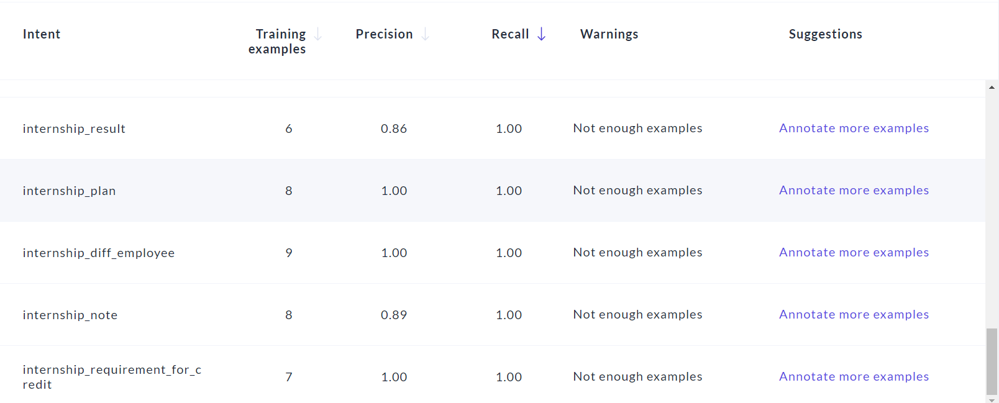 Intent Training examples Precision Recall Warnings Suggestions
internship_result 6 0.86 1.00 Not enough examples Annotate more examples
internship_plan 8 1.00 1.00 Not enough examples Annotate more examples
internship_diff_employee 9 1.00 1.00 Not enough examples Annotate more examples
internship_note 8 0.89 1.00 Not enough examples Annotate more examples
internship_requirement_for_c
redit 7 1.00 1.00 Not enough examples Annotate more examples